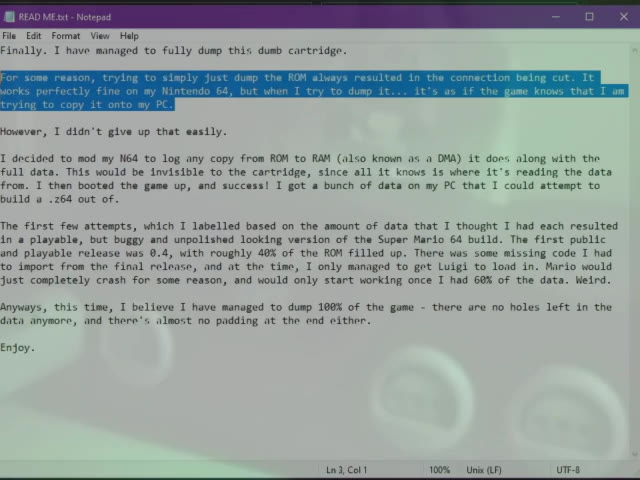 READ ME.txt - Notepad
File Edit Format View Help
Finally. I have managed to fully dump this dumb cartridge.
For some reason, trying to simply just dump the ROM always resulted in the connection being cut. It
works perfectly fine on my Nintendo 64, but when I try to dump it... it's as if the game knows that I am
trying to copy it onto my PC.
However, I didn't give up that easily.
I decided to mod my N64 to log any copy from ROM to RAM (also known as a DMA) it does along with the
full data. This would be invisible to the cartridge, since all it knows is where it's reading the data
from. I then booted the game up, and success! I got a bunch of data on my PC that I could attempt to
build a .z64 out of.
The first few attempts, which I labelled based on the amount of data that I thought I had each resulted
in a playable, but buggy and unpolished looking version of the Super Mario 64 build. The first public
and playable release was 0.4, with roughly 40% of the ROM filled up. There was some missing code I had
to import from the final release, and at the time, I only managed to get Luigi to load in. Mario would
just completely crash for some reason, and would only start working once I had 60% of the data. Weird.
Anyways, this time, I believe I have managed to dump 100% of the game - there are no holes left in the
data anymore, and there's almost no padding at the end either.
Enjoy.
Ln 3, Col 1 100% Unix (LF) UTF-8